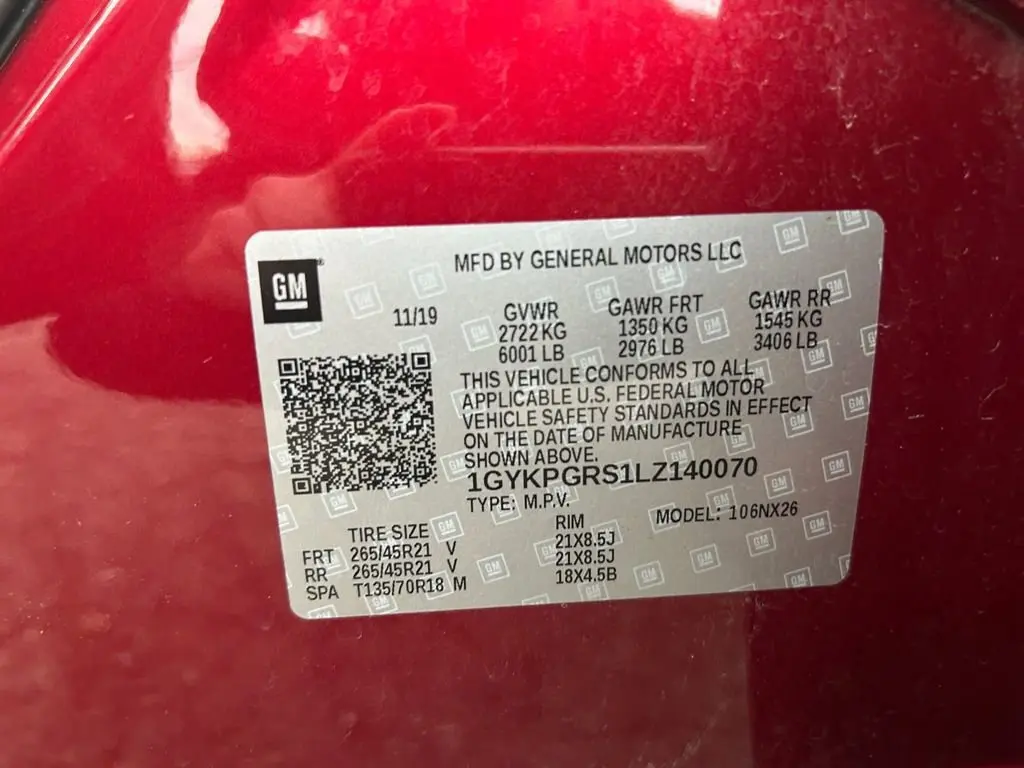 GM
MFD BY GENERAL MOTORS LLC
11/19
GVWR
2722 KG
6001 LB
GAWR FRT
1350 KG
2976 LB
GAWR RR
1545 KG
3406 LB
THIS VEHICLE CONFORMS TO ALL
APPLICABLE U.S. FEDERAL MOTOR
VEHICLE SAFETY STANDARDS IN EFFECT
ON THE DATE OF MANUFACTURE
SHOWN ABOVE.
1GYKPGRS1LZ140070
TYPE: M.P.V.
MODEL: 106NX26
TIRE SIZE
RIM
FRT 265/45R21 V 21X8.5J
RR 265/45R21 V 21X8.5J
SPA T135/70R18 M 18X4.5B